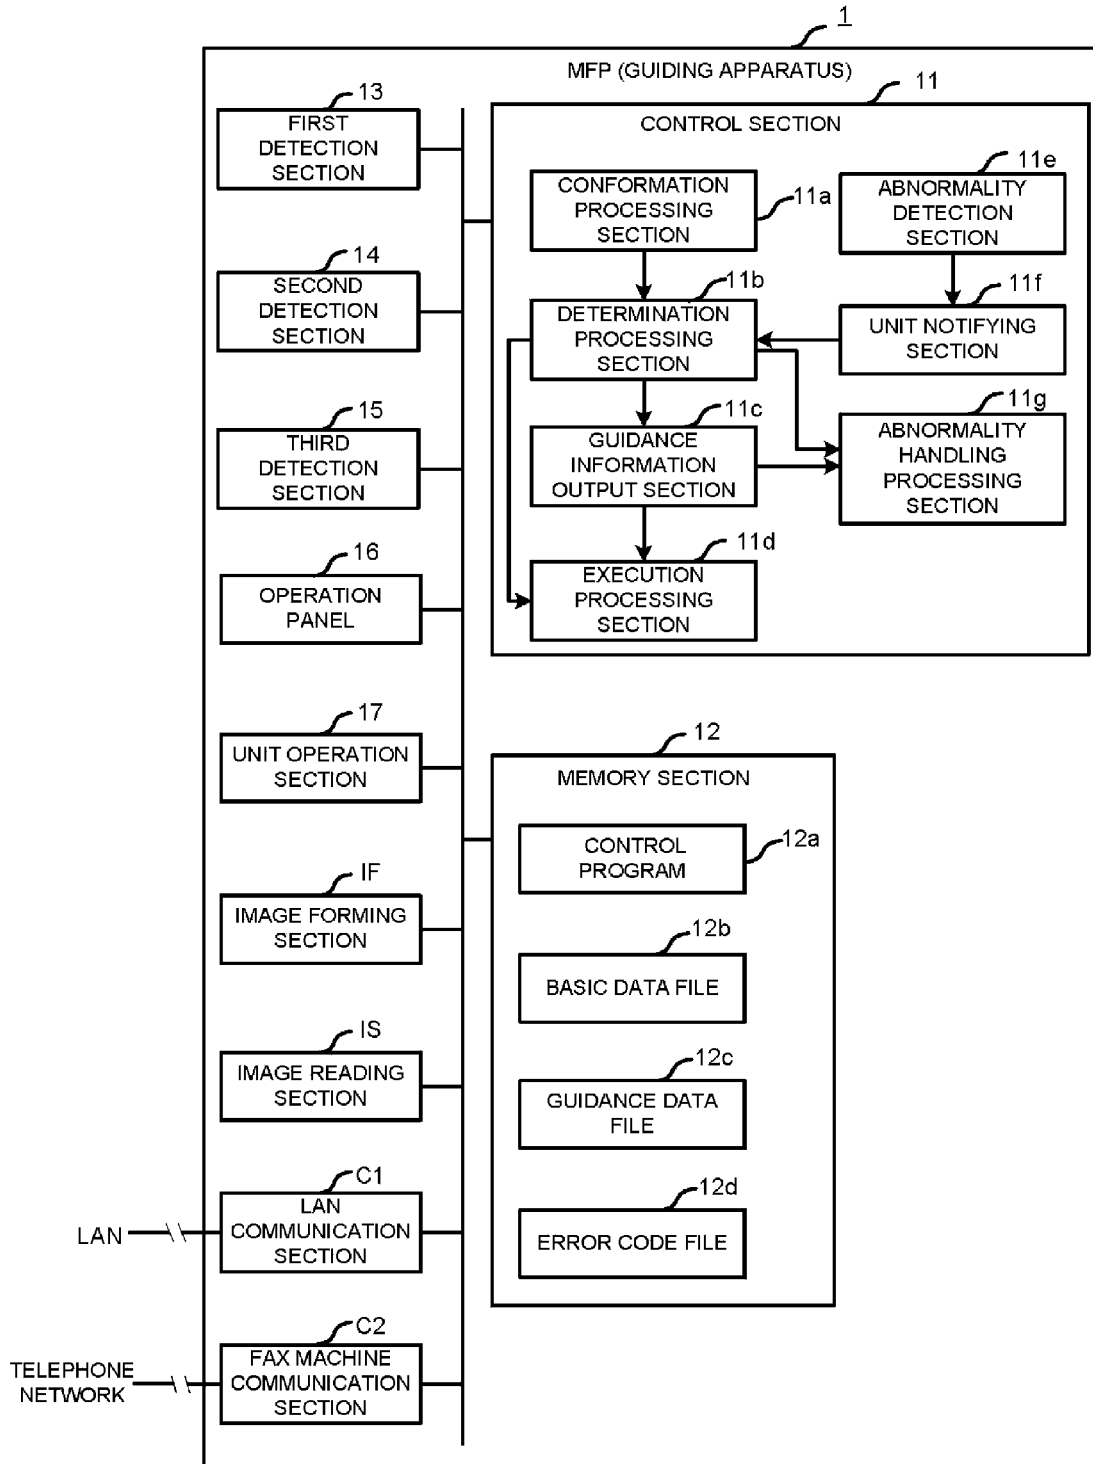 1
MFP (GUIDING APPARATUS)
13
FIRST
DETECTION
SECTION
14
SECOND
DETECTION
SECTION
15
THIRD
DETECTION
SECTION
16
OPERATION
PANEL
17
UNIT OPERATION
SECTION
IF
IMAGE FORMING
SECTION
IS
IMAGE READING
SECTION
C1
LAN
COMMUNICATION
SECTION
LAN
C2
FAX MACHINE
COMMUNICATION
SECTION
TELEPHONE
NETWORK
11
CONTROL SECTION
CONFORMATION
PROCESSING
SECTION
11a
11b
DETERMINATION
PROCESSING
SECTION
11c
GUIDANCE
INFORMATION
OUTPUT SECTION
11d
EXECUTION
PROCESSING
SECTION
11e
ABNORMALITY
DETECTION
SECTION
11f
UNIT NOTIFYING
SECTION
11g
ABNORMALITY
HANDLING
PROCESSING
SECTION
12
MEMORY SECTION
CONTROL
PROGRAM
12a
12b
BASIC DATA FILE
12c
GUIDANCE DATA
FILE
12d
ERROR CODE FILE